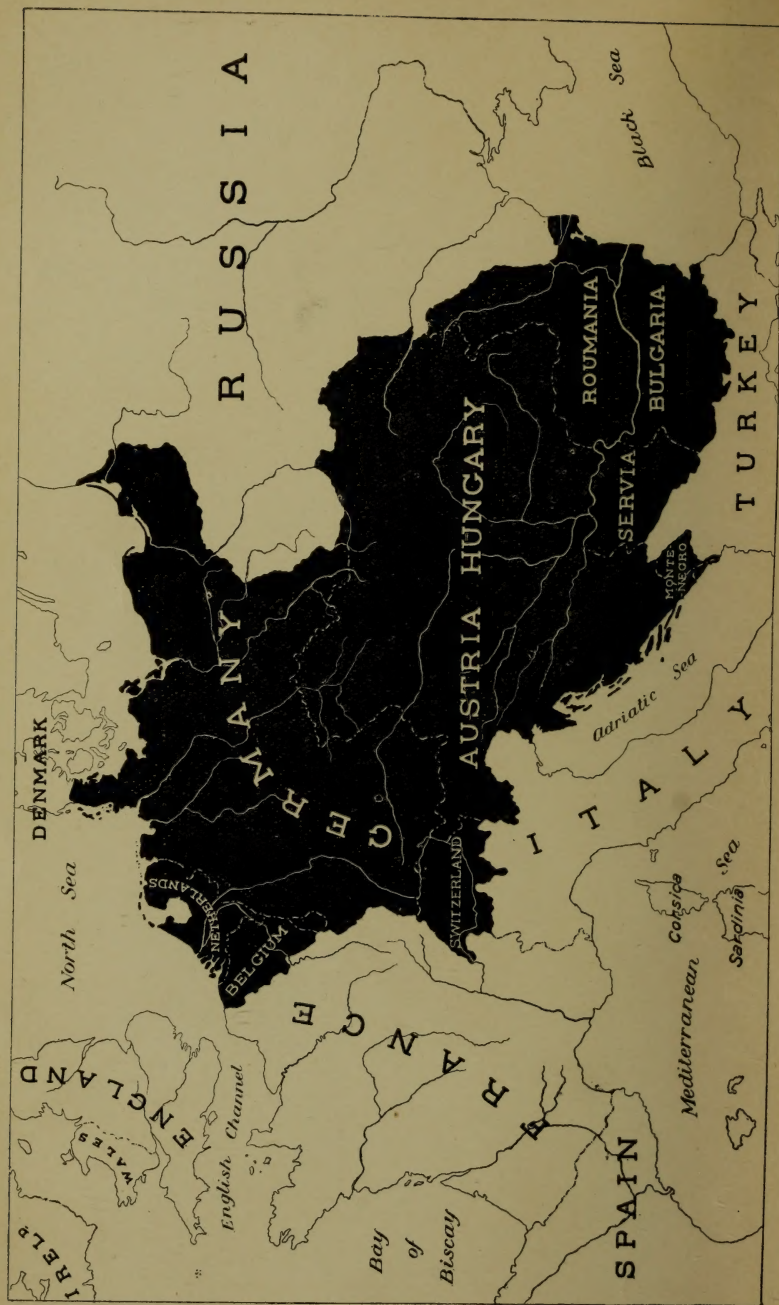 DENMARK
North Sea
RUSSIA
IRELD
WALES
ENGLAND
English Channel
NETHERLANDS
BELGIUM
GERMANY
FRANCE
SWITZERLAND
AUSTRIA HUNGARY
ROUMANIA
SERVIA
BULGARIA
MONTE-
NEGRO
Black Sea
Bay
of
Biscay
SPAIN
ITALY
Adriatic Sea
TURKEY
Corsica
Sardinia
Mediterranean Sea